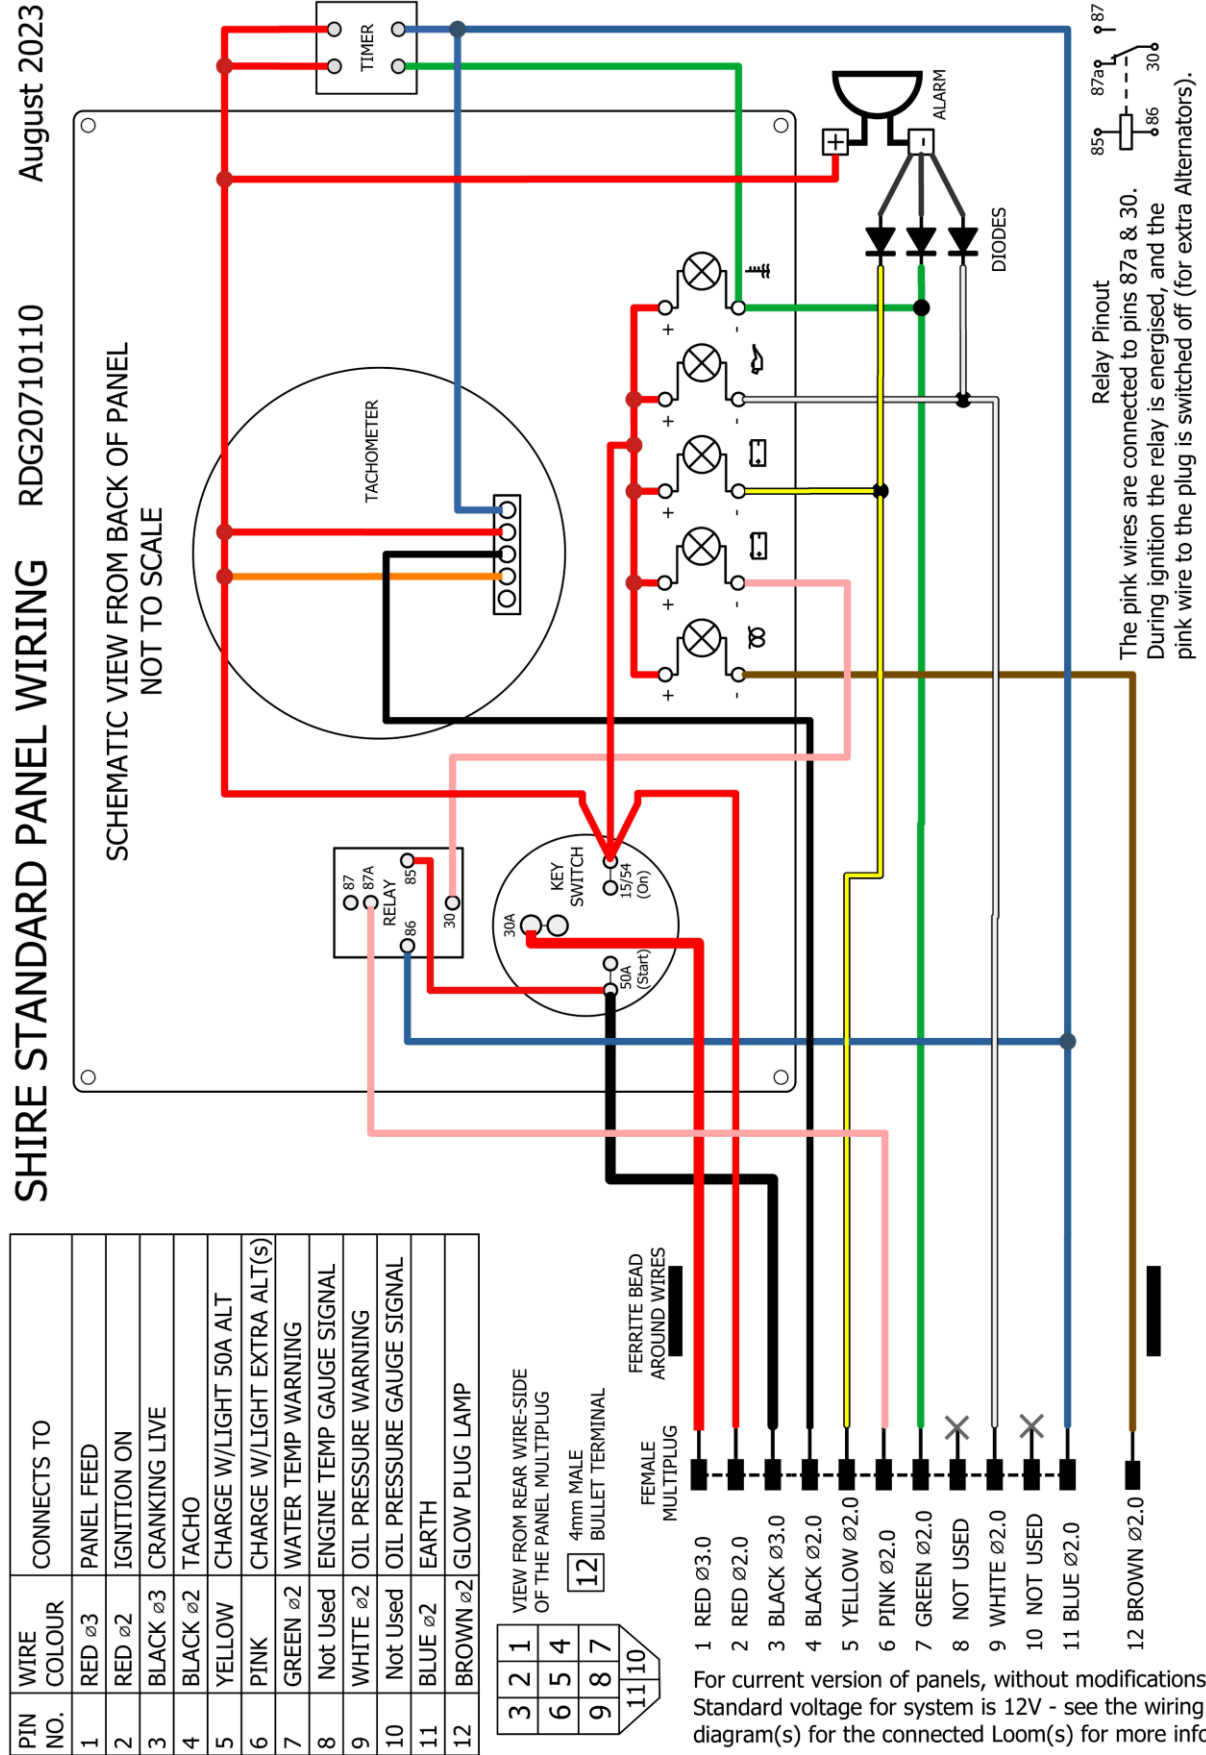 SHIRE STANDARD PANEL WIRING RDG20710110 August 2023
SCHEMATIC VIEW FROM BACK OF PANEL
NOT TO SCALE
PIN NO. WIRE COLOUR CONNECTS TO
1 RED ø3 PANEL FEED
2 RED ø2 IGNITION ON
3 BLACK ø3 CRANKING LIVE
4 BLACK ø2 TACHO
5 YELLOW CHARGE W/LIGHT 50A ALT
6 PINK CHARGE W/LIGHT EXTRA ALT(s)
7 GREEN ø2 WATER TEMP WARNING
8 Not Used ENGINE TEMP GAUGE SIGNAL
9 WHITE ø2 OIL PRESSURE WARNING
10 Not Used OIL PRESSURE GAUGE SIGNAL
11 BLUE ø2 EARTH
12 BROWN ø2 GLOW PLUG LAMP
VIEW FROM REAR WIRE-SIDE
OF THE PANEL MULTIPLUG
3 2 1
6 5 4
9 8 7
11 10
12
4mm MALE
BULLET TERMINAL
TIMER
TACHOMETER
87
87A
RELAY
85
86
30
KEY
SWITCH
30A
15/54
(On)
50A
(Start)
+
-
+
-
+
-
+
-
+
-
+
-
ALARM
DIODES
FERRITE BEAD
AROUND WIRES
FEMALE
MULTIPLUG
1 RED Ø3.0
2 RED Ø2.0
3 BLACK Ø3.0
4 BLACK Ø2.0
5 YELLOW Ø2.0
6 PINK Ø2.0
7 GREEN Ø2.0
8 NOT USED
9 WHITE Ø2.0
10 NOT USED
11 BLUE Ø2.0
12 BROWN Ø2.0
85
86
87a
87
30
Relay Pinout
The pink wires are connected to pins 87a & 30.
During ignition the relay is energised, and the
pink wire to the plug is switched off (for extra Alternators).
For current version of panels, without modifications
Standard voltage for system is 12V - see the wiring
diagram(s) for the connected Loom(s) for more info